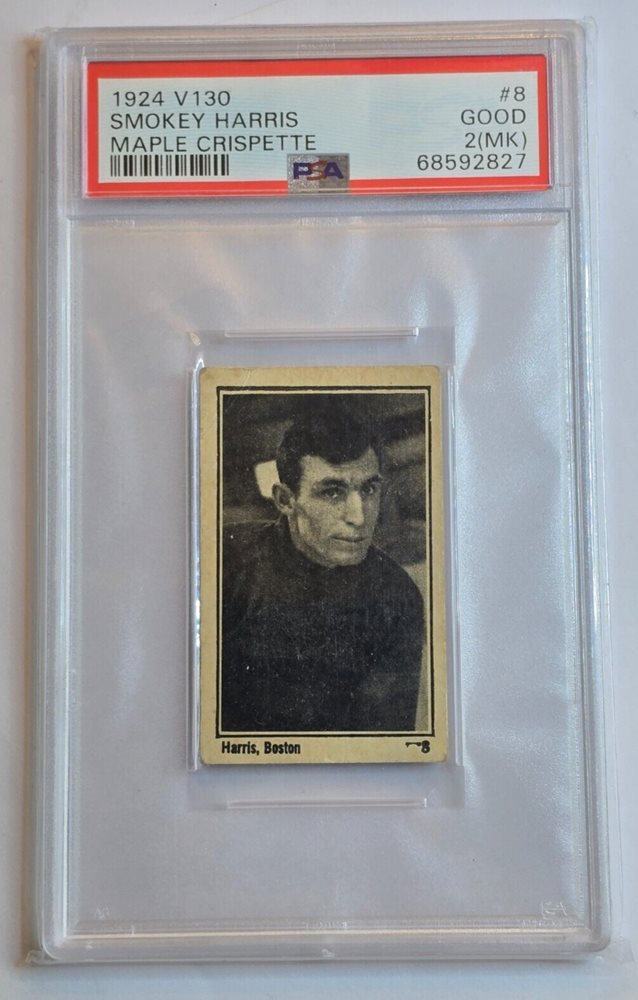 1924 V130 #8
SMOKEY HARRIS GOOD
MAPLE CRISPETTE 2(MK)
PSA 68592827
Harris, Boston 8